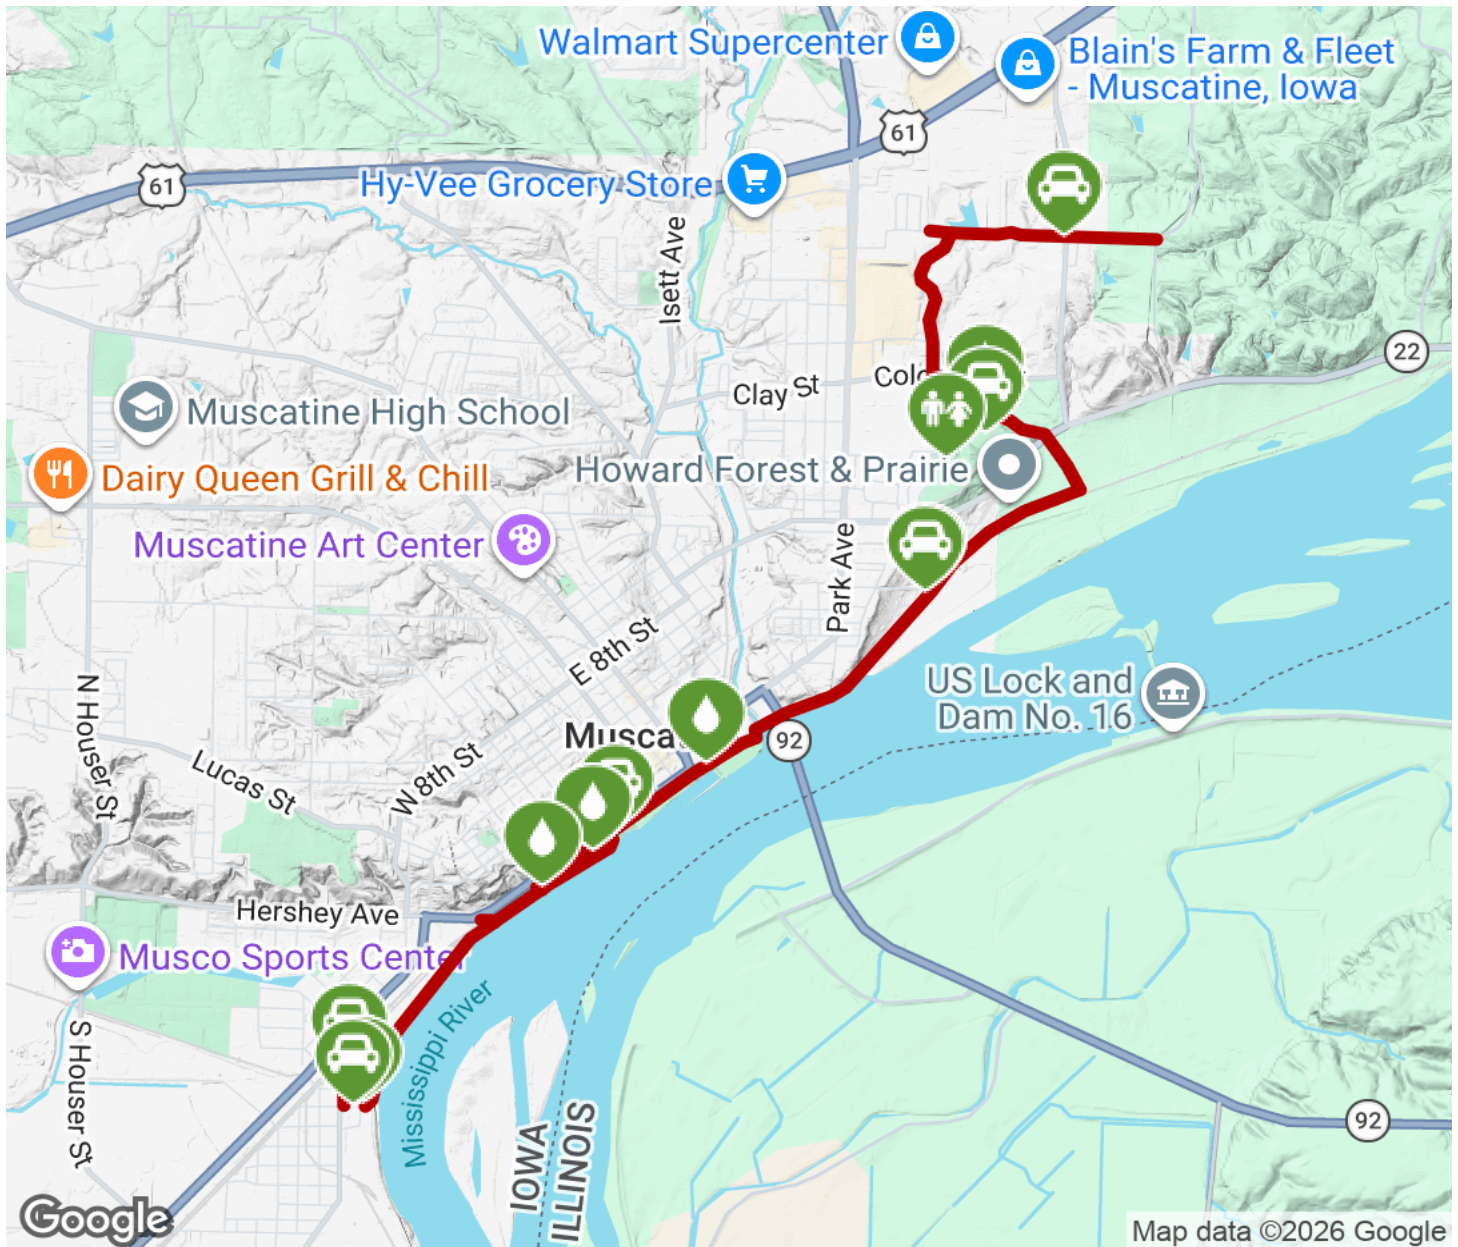 Walmart Supercenter
Blain's Farm & Fleet
- Muscatine, Iowa
61
61
Hy-Vee Grocery Store
Isett Ave
22
Clay St
Colo
Muscatine High School
Howard Forest & Prairie
Dairy Queen Grill & Chill
Muscatine Art Center
Park Ave
E 8th St
US Lock and
Dam No. 16
N Houser St
Musca
92
W 8th St
Lucas St
Hershey Ave
Musco Sports Center
Mississippi River
S Houser St
IOWA
ILLINOIS
92
Google
Map data ©2026 Google